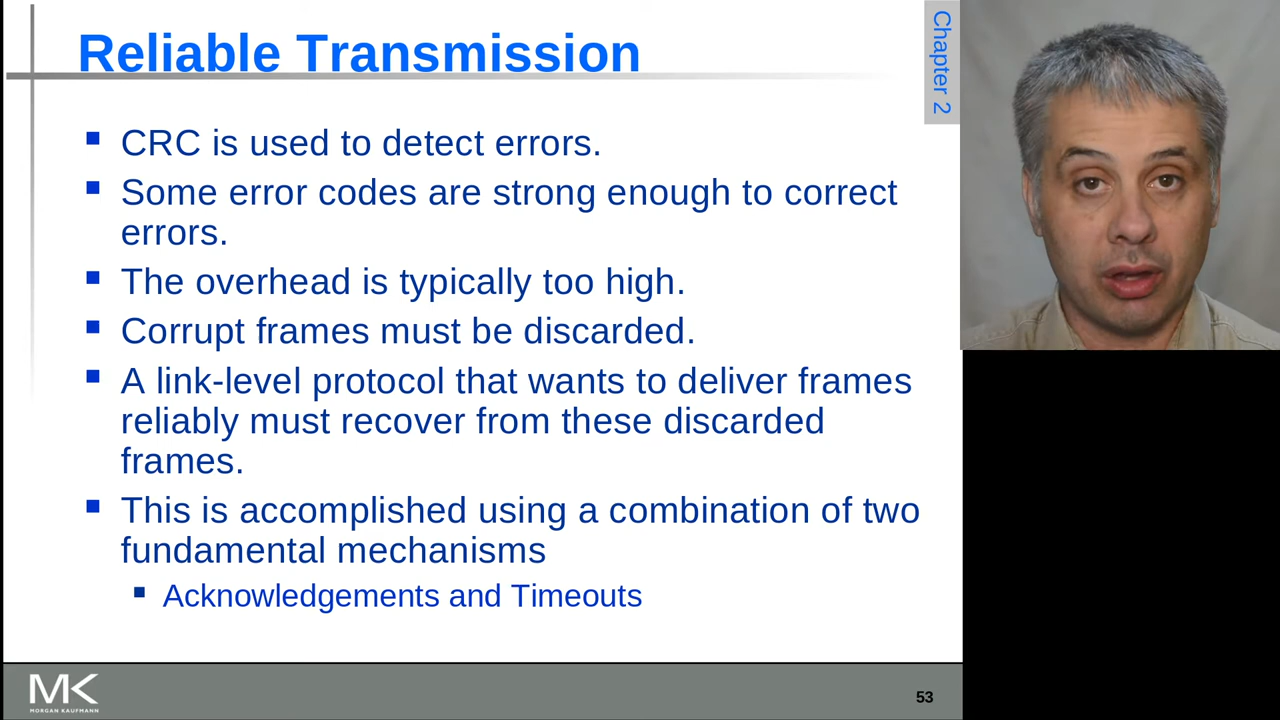 Reliable Transmission
Chapter 2
CRC is used to detect errors.
Some error codes are strong enough to correct
errors.
The overhead is typically too high.
Corrupt frames must be discarded.
A link-level protocol that wants to deliver frames
reliably must recover from these discarded
frames.
This is accomplished using a combination of two
fundamental mechanisms
Acknowledgements and Timeouts
MK
MORGAN KAUFMANN
53